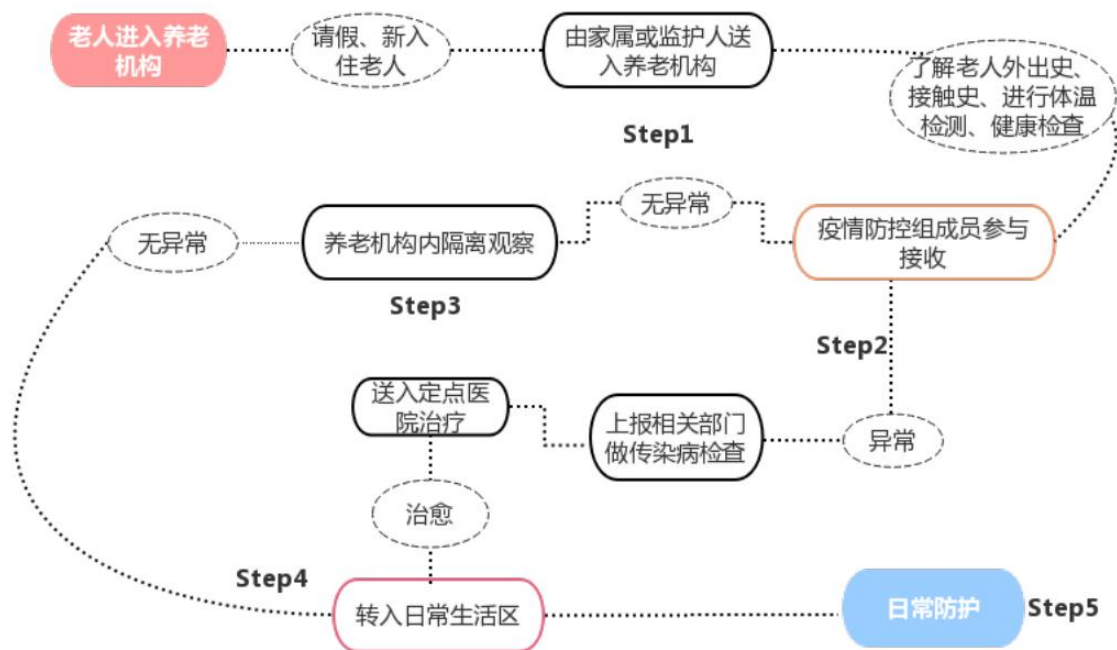 老人进入养老
机构
请假、新入
住老人
由家属或监护人送
入养老机构
了解老人外出史、
接触史、进行体温
检测、健康检查
Step1
无异常
养老机构内隔离观察
无异常
疫情防控组成员参与
接收
Step3
Step2
送入定点医
院治疗
上报相关部门
做传染病检查
异常
治愈
Step4
转入日常生活区
日常防护
Step5